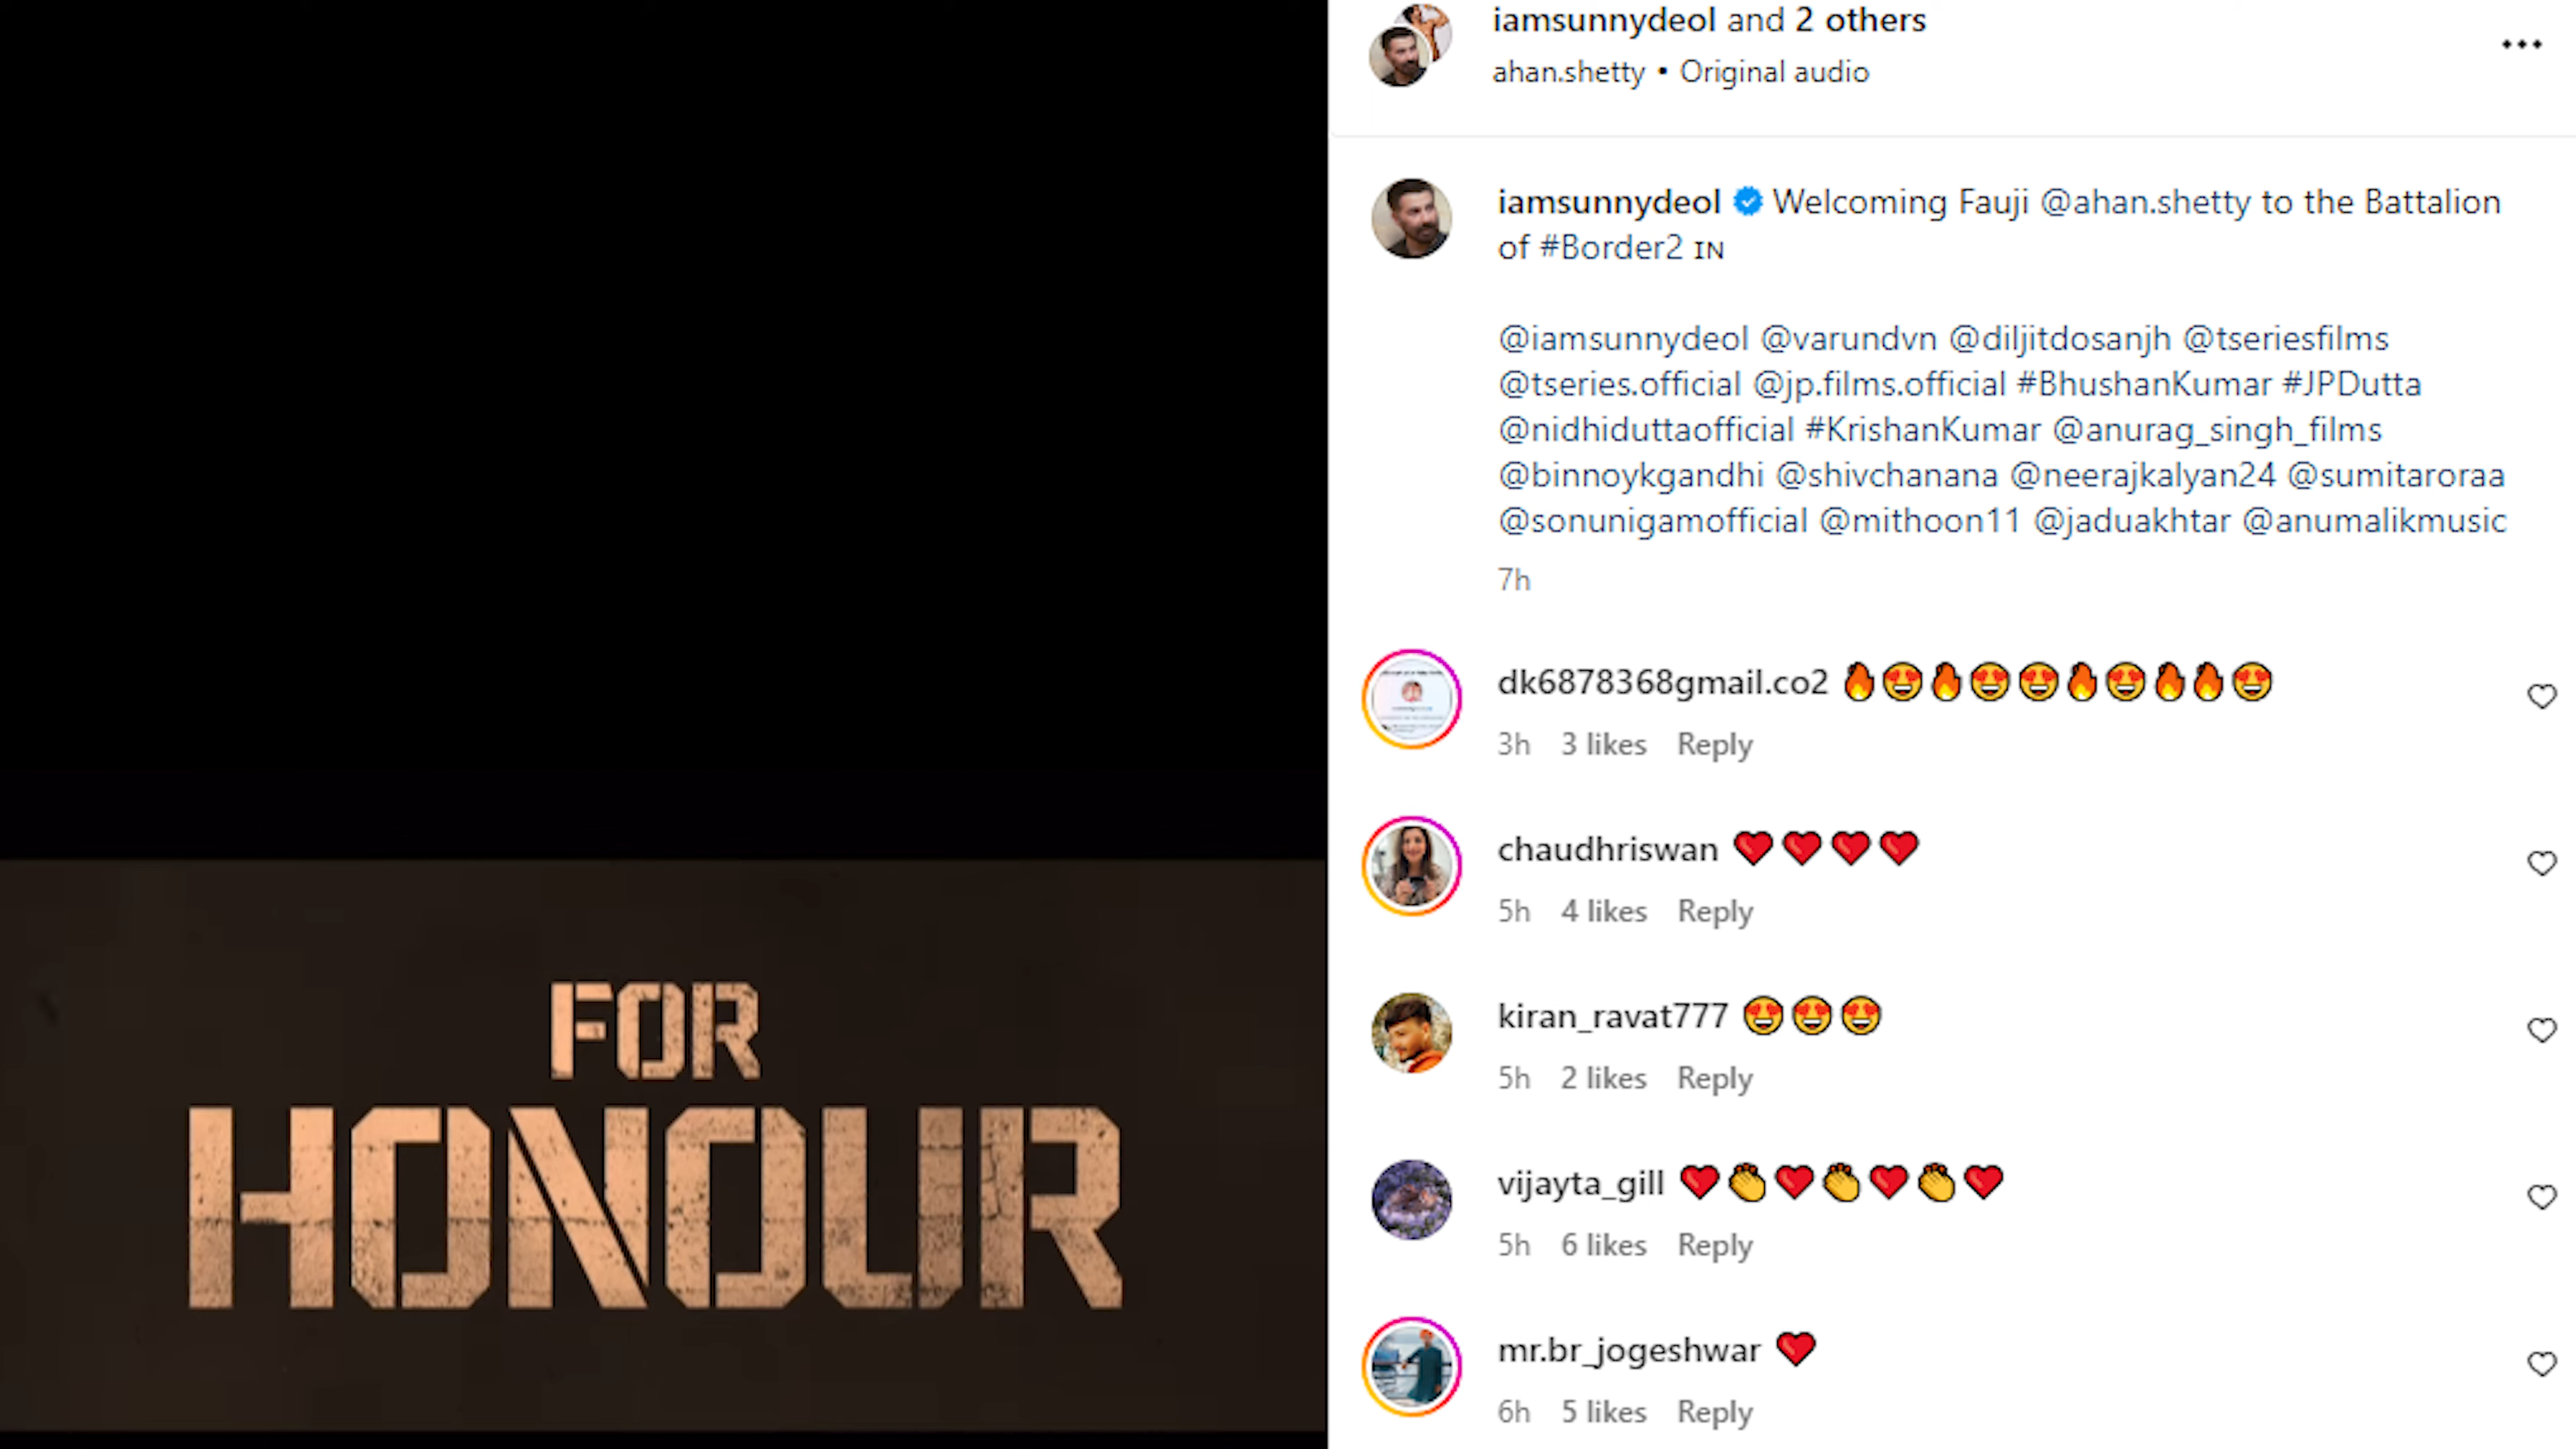 iamsunnydeol and 2 others
ahan.shetty • Original audio
iamsunnydeol Welcoming Fauji @ahan.shetty to the Battalion
of #Border2 IN
@iamsunnydeol @varundvn @diljitdosanjh @tseriesfilms
@tseries.official @jp.films.official #BhushanKumar #JPDutta
@nidhiduttaofficial #KrishanKumar @anurag_singh_films
@binnoykgandhi @shivchanana @neerajkalyan24 @sumitaroraa
@sonunigamofficial @mithoon11 @jaduakhtar @anumalikmusic
7h
dk6878368gmail.co2 🔥😍🔥😍😍🔥😍🔥🔥😍
3h 3 likes Reply
chaudhriswan ❤️❤️❤️❤️
5h 4 likes Reply
kiran_ravat777 😍😍😍
5h 2 likes Reply
vijayta_gill ❤️👏❤️👏❤️👏❤️
5h 6 likes Reply
mr.br_jogeshwar ❤️
6h 5 likes Reply
FOR
HONOUR